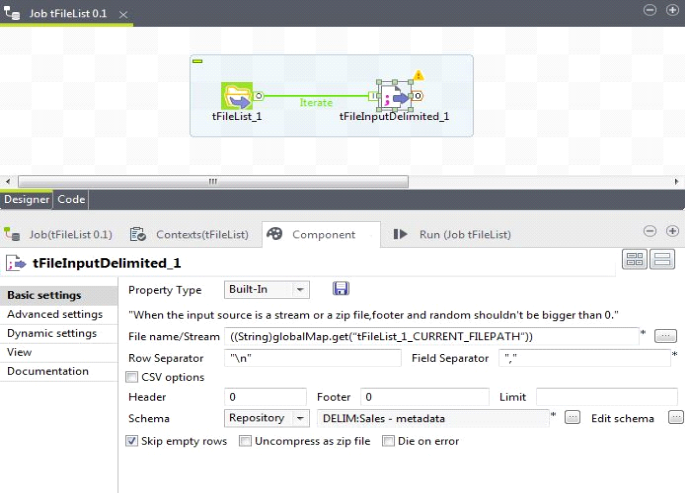 Job tFileList 0.1
Iterate
tFileList_1
tFileInputDelimited_1
Designer
Code
Job(tFileList 0.1)
Contexts(tFileList)
Component
Run (Job tFileList)
tFileInputDelimited_1
Basic settings
Advanced settings
Dynamic settings
View
Documentation
Property Type
Built-In
"When the input source is a stream or a zip file,footer and random shouldn't be bigger than 0."
File name/Stream
((String)globalMap.get("tFileList_1_CURRENT_FILEPATH"))
*
...
Row Separator
"\n"
Field Separator
","
*
CSV options
Header
0
Footer
0
Limit
Schema
Repository
DELIM:Sales - metadata
*
...
Edit schema
...
Skip empty rows
Uncompress as zip file
Die on error